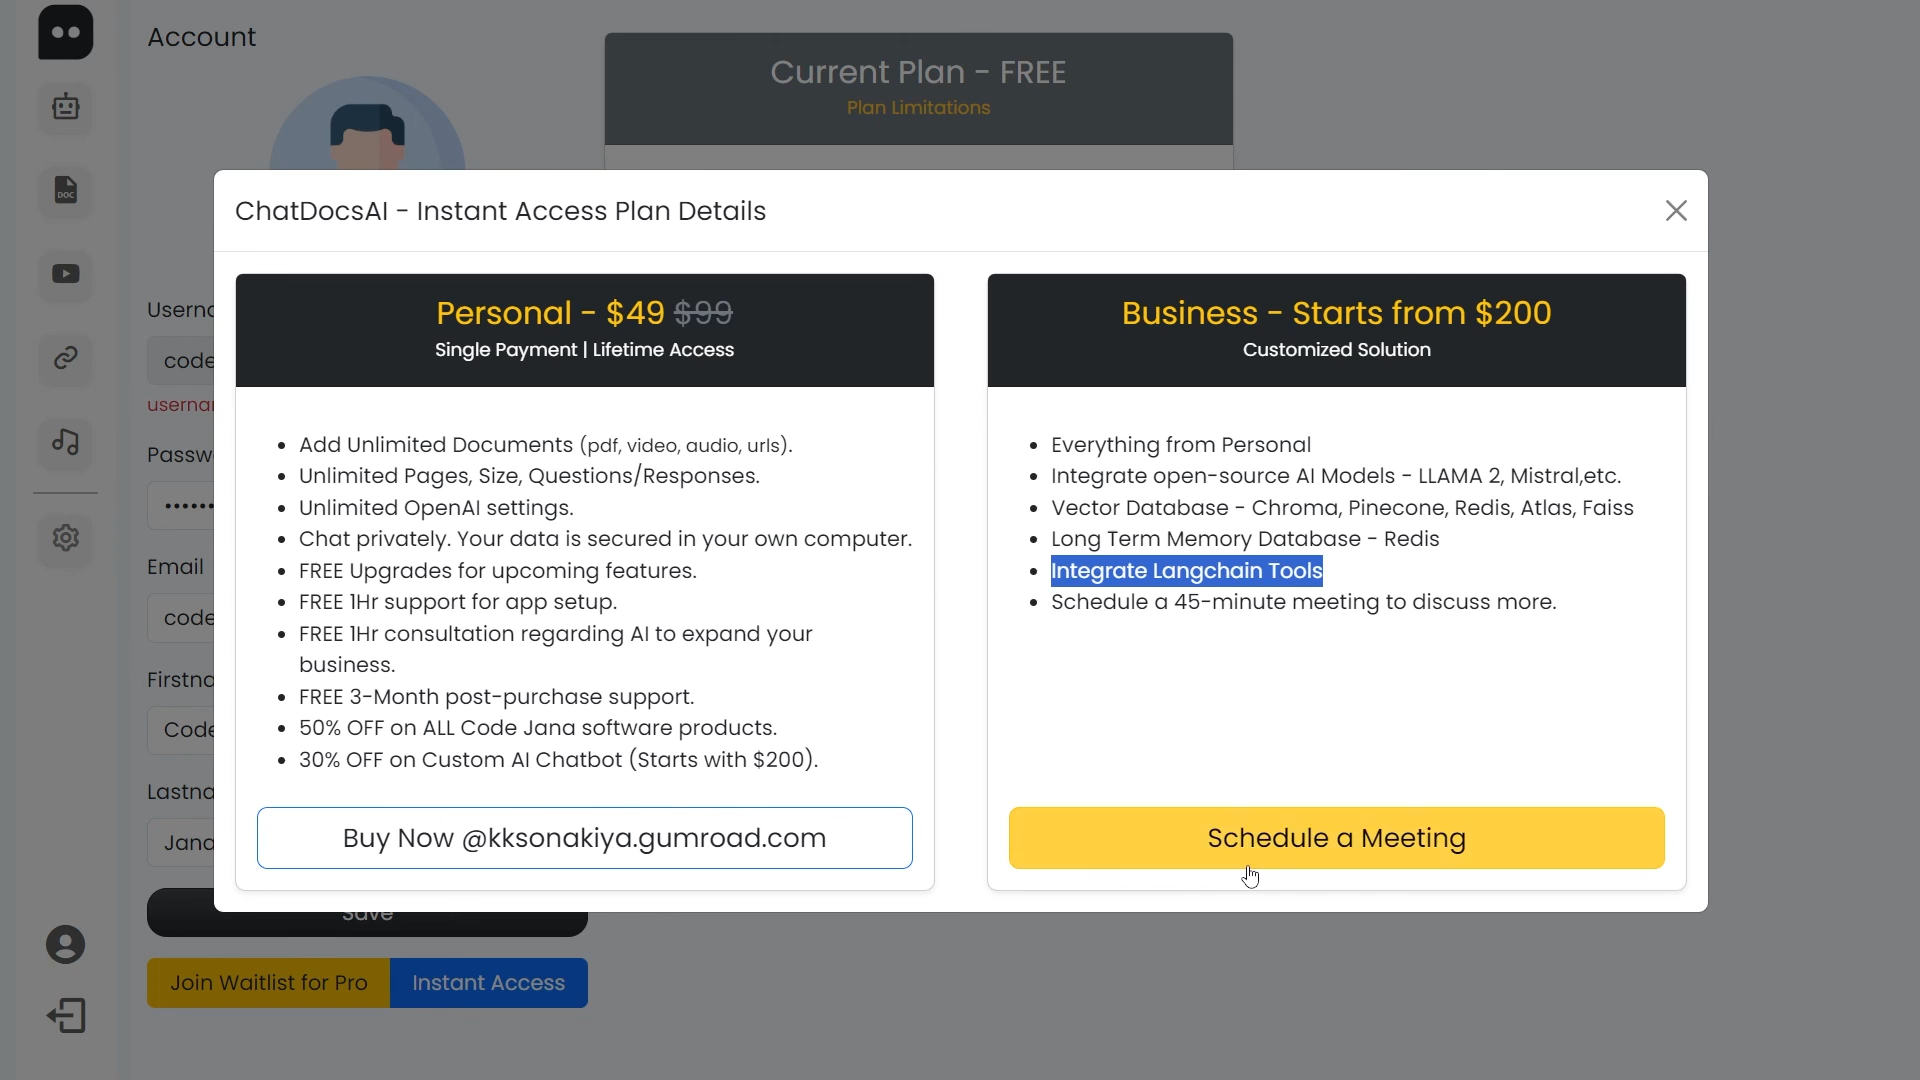 Account
Current Plan - FREE
Plan Limitations
ChatDocsAI - Instant Access Plan Details
Personal - $49 $99
Single Payment | Lifetime Access
Add Unlimited Documents (pdf, video, audio, urls).
Unlimited Pages, Size, Questions/Responses.
Unlimited OpenAI settings.
Chat privately. Your data is secured in your own computer.
FREE Upgrades for upcoming features.
FREE 1Hr support for app setup.
FREE 1Hr consultation regarding AI to expand your
business.
FREE 3-Month post-purchase support.
50% OFF on ALL Code Jana software products.
30% OFF on Custom AI Chatbot (Starts with $200).
Buy Now @kksonakiya.gumroad.com
Business - Starts from $200
Customized Solution
Everything from Personal
Integrate open-source AI Models - LLAMA 2, Mistral,etc.
Vector Database - Chroma, Pinecone, Redis, Atlas, Faiss
Long Term Memory Database - Redis
Integrate Langchain Tools
Schedule a 45-minute meeting to discuss more.
Schedule a Meeting
DOC
Email
code
Code
Jana
Save
Join Waitlist for Pro
Instant Access